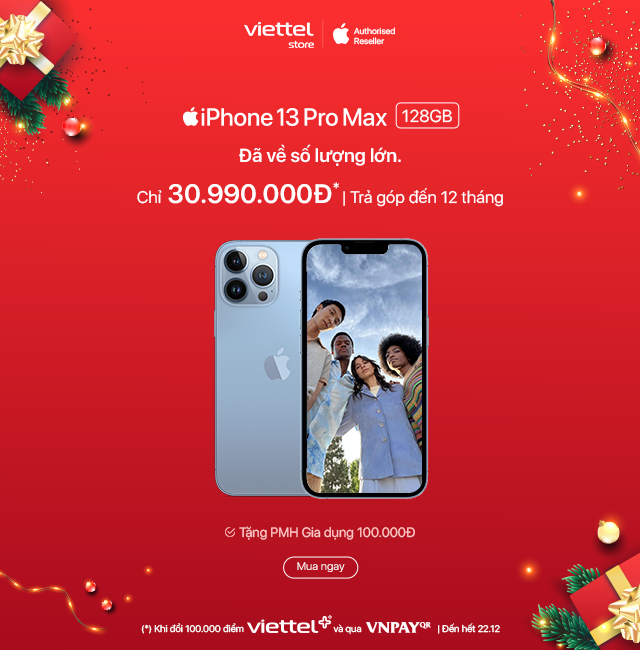 viettel
store
Authorised
Reseller
iPhone 13 Pro Max 128GB
Đã về số lượng lớn.
Chỉ 30.990.000Đ* | Trả góp đến 12 tháng
Tặng PMH Gia dụng 100.000Đ
Mua ngay
(*) Khi đổi 100.000 điểm viettel++ và qua VNPAYQR | Đến hết 22.12